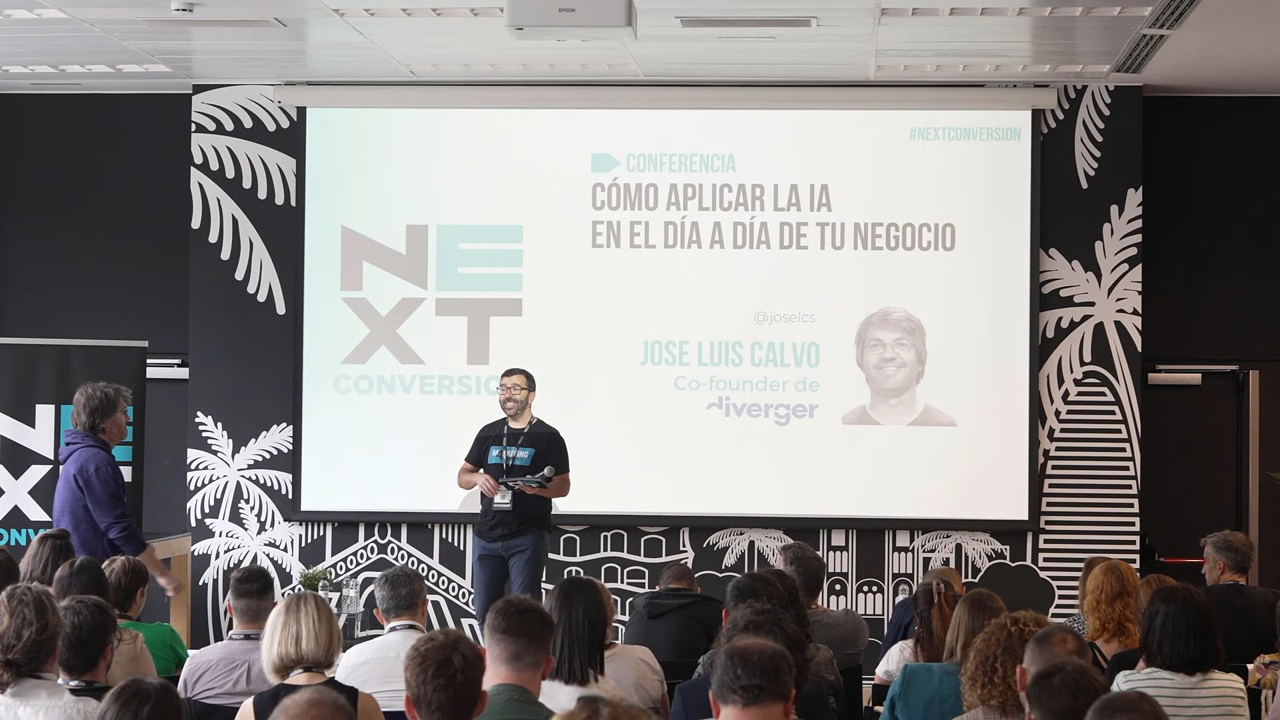 EPSON
#NEXTCONVERSION
CONFERENCIA
CÓMO APLICAR LA IA
EN EL DÍA A DÍA DE TU NEGOCIO
NE
XT
@joselcs
JOSE LUIS CALVO
Co-founder de
diverger